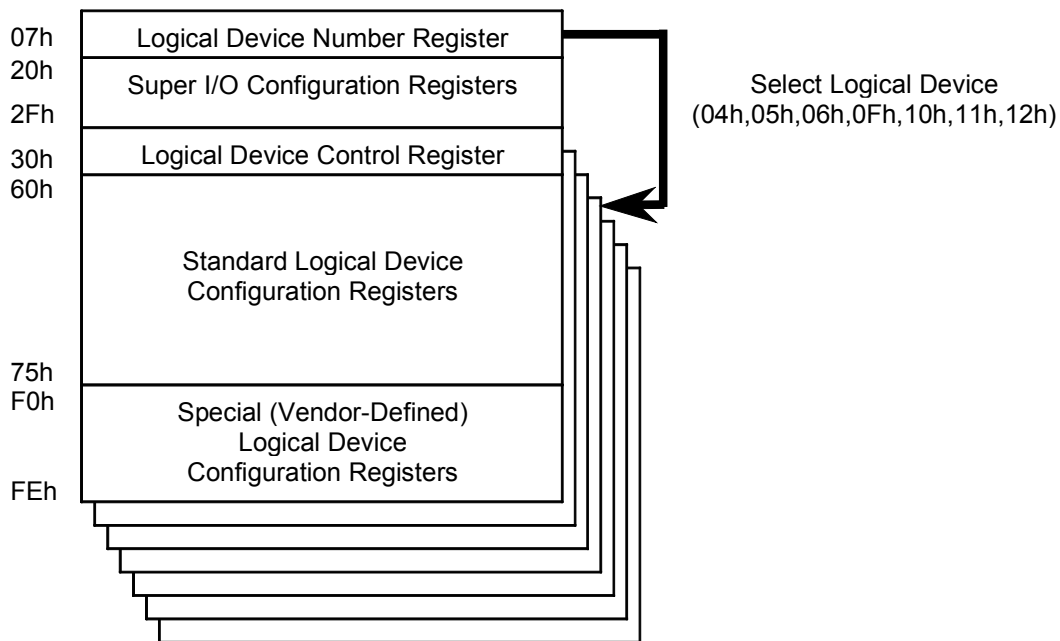 07h
Logical Device Number Register
20h
Super I/O Configuration Registers
2Fh
Select Logical Device
(04h,05h,06h,0Fh,10h,11h,12h)
30h
Logical Device Control Register
60h
Standard Logical Device
Configuration Registers
75h
F0h
Special (Vendor-Defined)
Logical Device
Configuration Registers
FEh